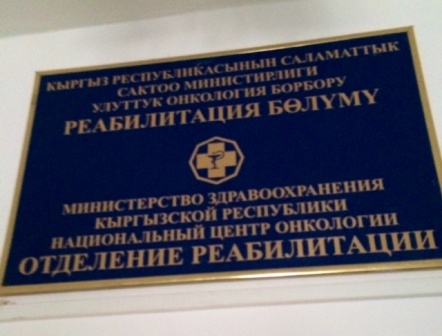 КЫРГЫЗ РЕСПУБЛИКАСЫНЫН САЛАМАТТЫК
САКТОО МИНИСТИРЛИГИ
УЛУТТУК ОНКОЛОГИЯ БОРБОРУ
РЕАБИЛИТАЦИЯ БӨЛҮМҮ
МИНИСТЕРСТВО ЗДРАВООХРАНЕНИЯ
КЫРГЫЗСКОЙ РЕСПУБЛИКИ
НАЦИОНАЛЬНЫЙ ЦЕНТР ОНКОЛОГИИ
ОТДЕЛЕНИЕ РЕАБИЛИТАЦИИ